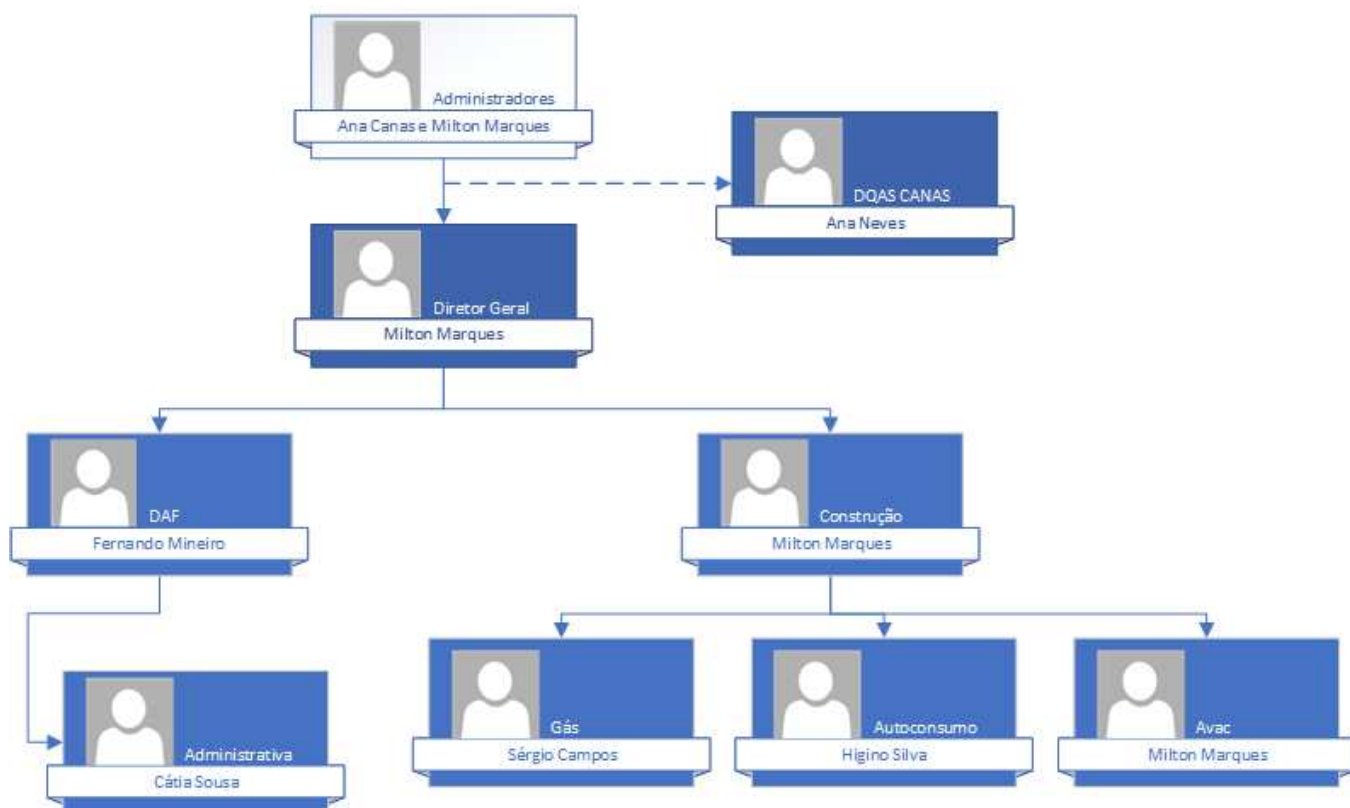 Administradores
Ana Canas e Milton Marques
DQAS CANAS
Ana Neves
Diretor Geral
Milton Marques
DAF
Fernando Mineiro
Construção
Milton Marques
Gás
Sérgio Campos
Autoconsumo
Higino Silva
Avac
Milton Marques
Administrativa
Cátia Sousa